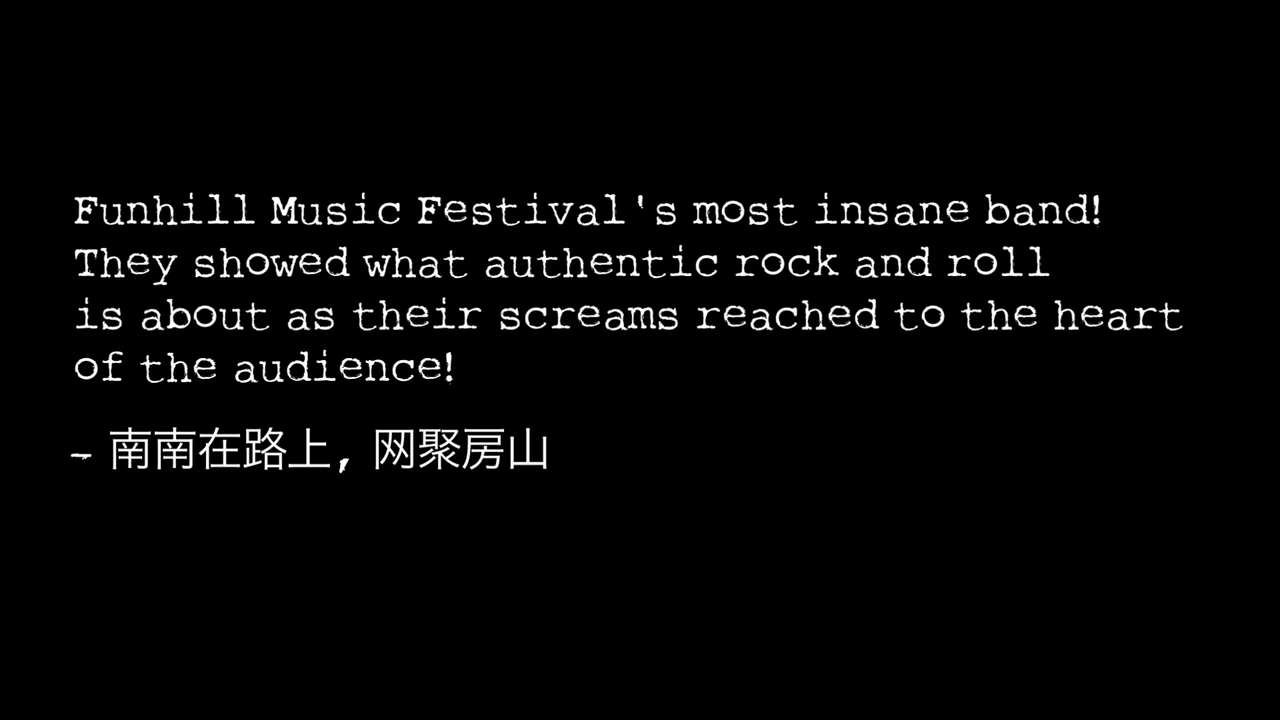 Funhill Music Festival's most insane band!
They showed what authentic rock and roll
is about as their screams reached to the heart
of the audience!
- 南南在路上, 网聚房山